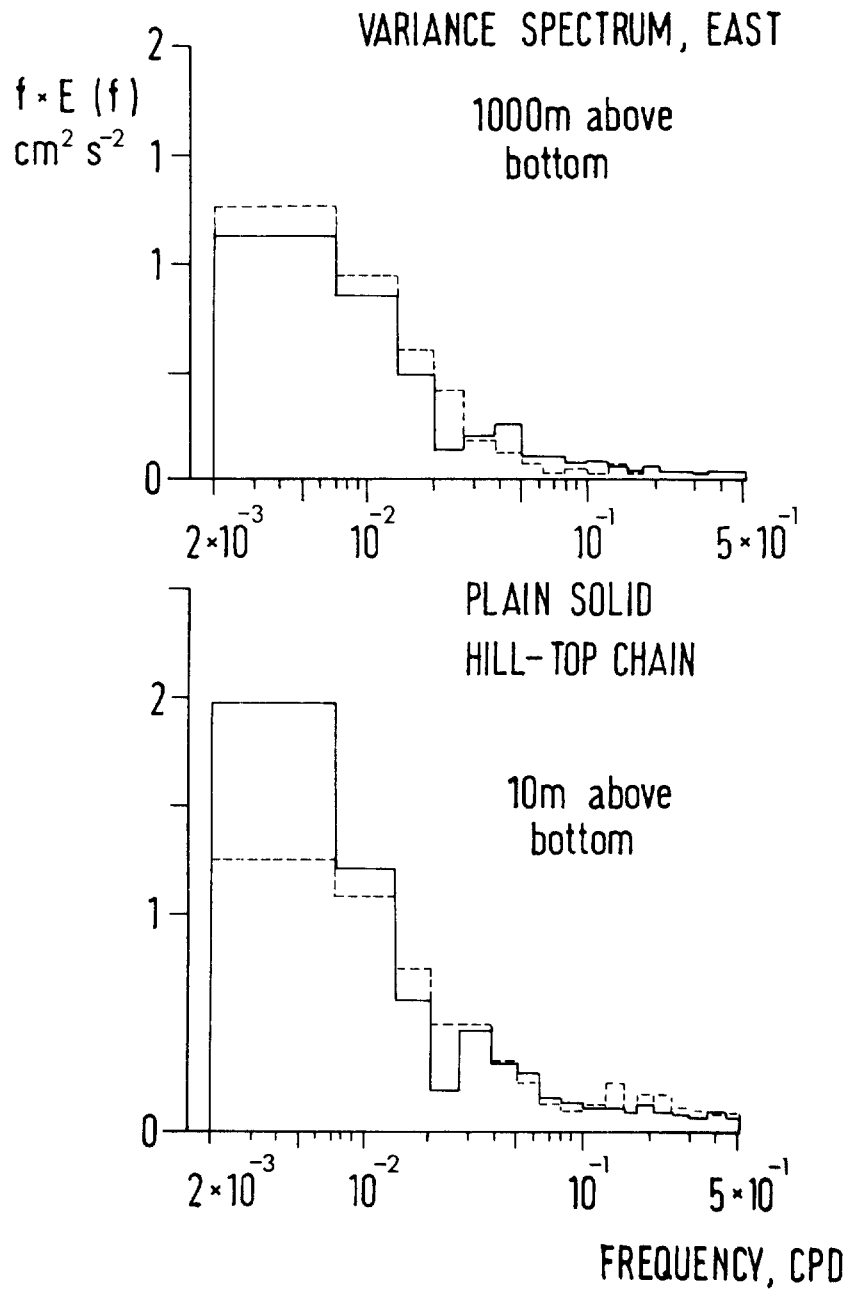 VARIANCE SPECTRUM, EAST
f × E (f)
cm² s⁻²
1000m above
bottom
2
1
1
0
2×10⁻³
10⁻²
10⁻¹
5×10⁻¹
PLAIN SOLID
HILL-TOP CHAIN
10m above
bottom
2
1
0
2×10⁻³
10⁻²
10⁻¹
5×10⁻¹
FREQUENCY, CPD